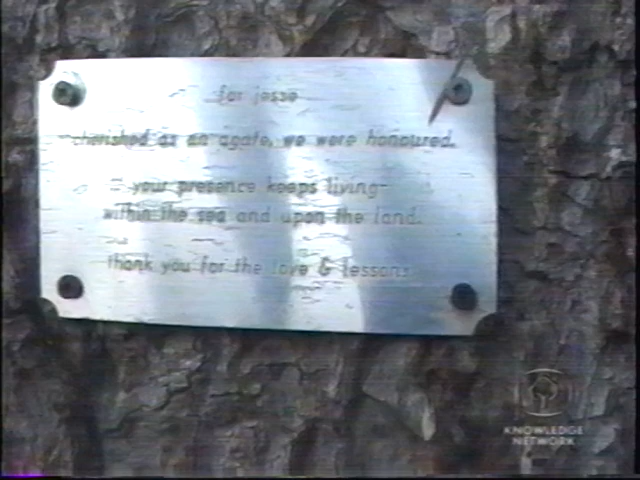 for jesse
cherished as an agate, we were honoured.
your presence keeps living
within the sea and upon the land.
thank you for the love & lessons
KNOWLEDGE
NETWORK